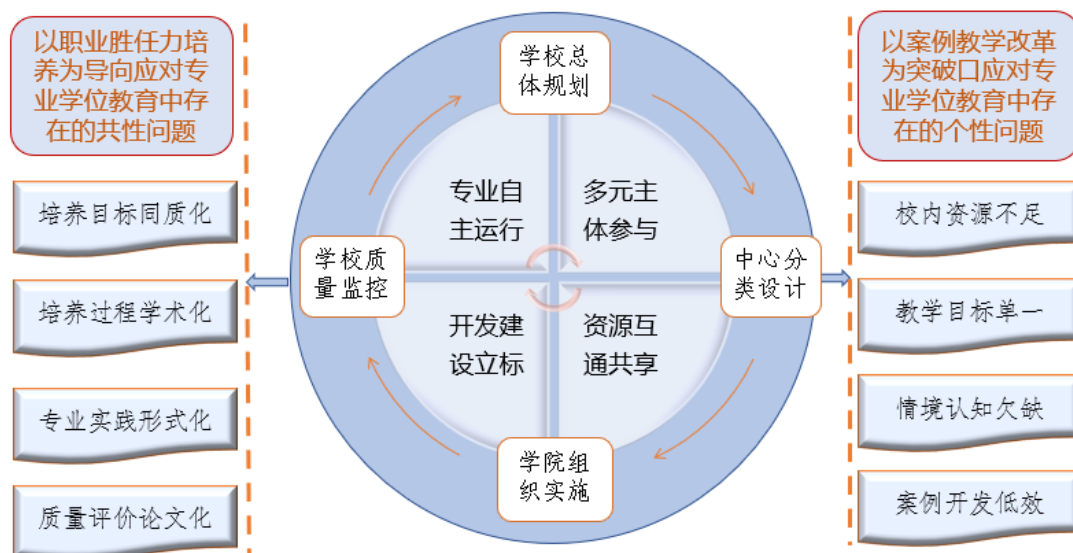 以职业胜任力培
养为导向应对专
业学位教育中存
在的共性问题
培养目标同质化
培养过程学术化
专业实践形式化
质量评价论文化
学校总
体规划
专业自
主运行
多元主
体参与
学校质
量监控
中心分
类设计
开发建
设立标
资源互
通共享
学院组
织实施
以案例教学改革
为突破口应对专
业学位教育中存
在的个性问题
校内资源不足
教学目标单一
情境认知欠缺
案例开发低效